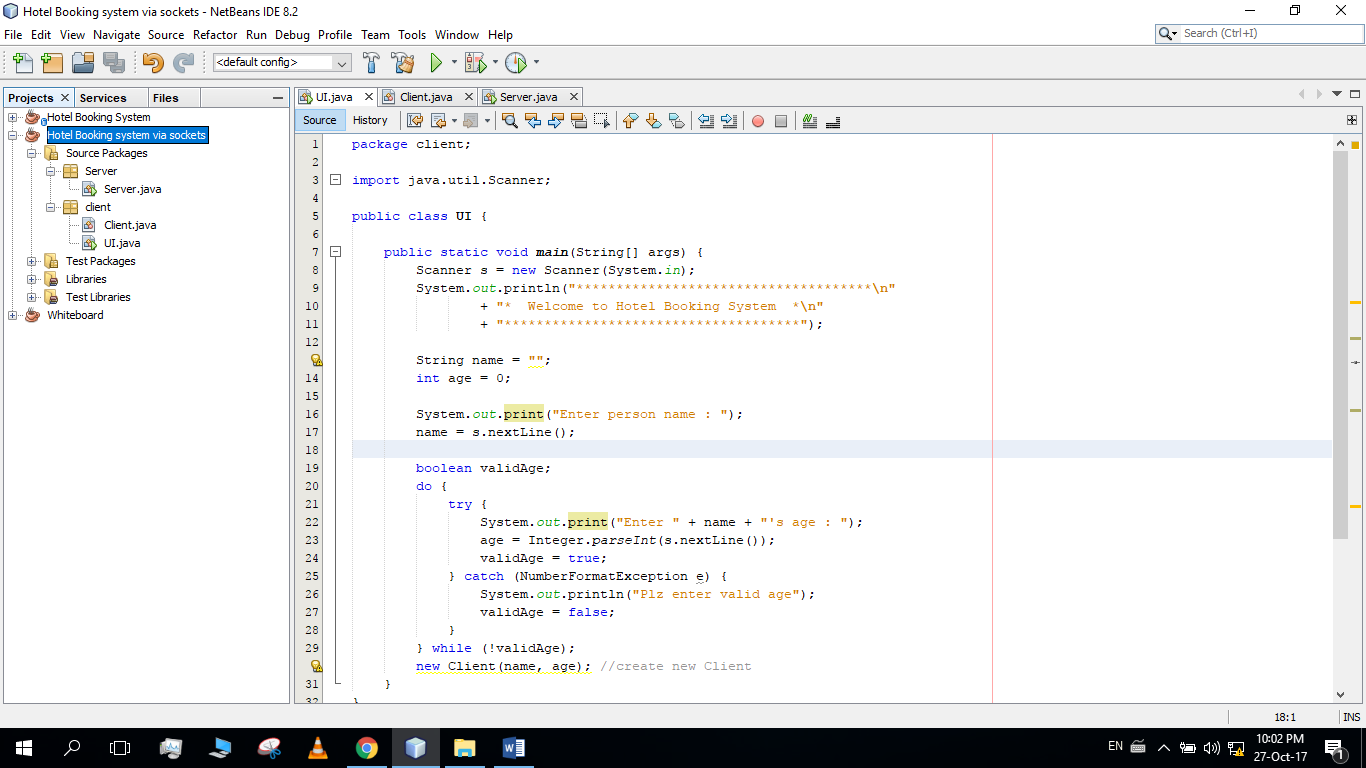 Hotel Booking system via sockets - NetBeans IDE 8.2
File Edit View Navigate Source Refactor Run Debug Profile Team Tools Window Help
Search (Ctrl+I)
<default config>
Projects Services Files
UI.java Client.java Server.java
Hotel Booking System
Hotel Booking system via sockets
Source Packages
Server
Server.java
client
Client.java
UI.java
Test Packages
Libraries
Test Libraries
Whiteboard
Source History
1 package client;
2
3 import java.util.Scanner;
4
5 public class UI {
6
7 public static void main(String[] args) {
8 Scanner s = new Scanner(System.in);
9 System.out.println("*************************************\n"
10 + "*  Welcome to Hotel Booking System  *\n"
11 + "*************************************");
12
String name = "";
14 int age = 0;
15
16 System.out.print("Enter person name : ");
17 name = s.nextLine();
18
19 boolean validAge;
20 do {
21 try {
22 System.out.print("Enter " + name + "'s age : ");
23 age = Integer.parseInt(s.nextLine());
24 validAge = true;
25 } catch (NumberFormatException e) {
26 System.out.println("Plz enter valid age");
27 validAge = false;
28 }
29 } while (!validAge);
new Client(name, age); //create new Client
31 }
32 }
18:1 INS
EN
10:02 PM
27-Oct-17
1